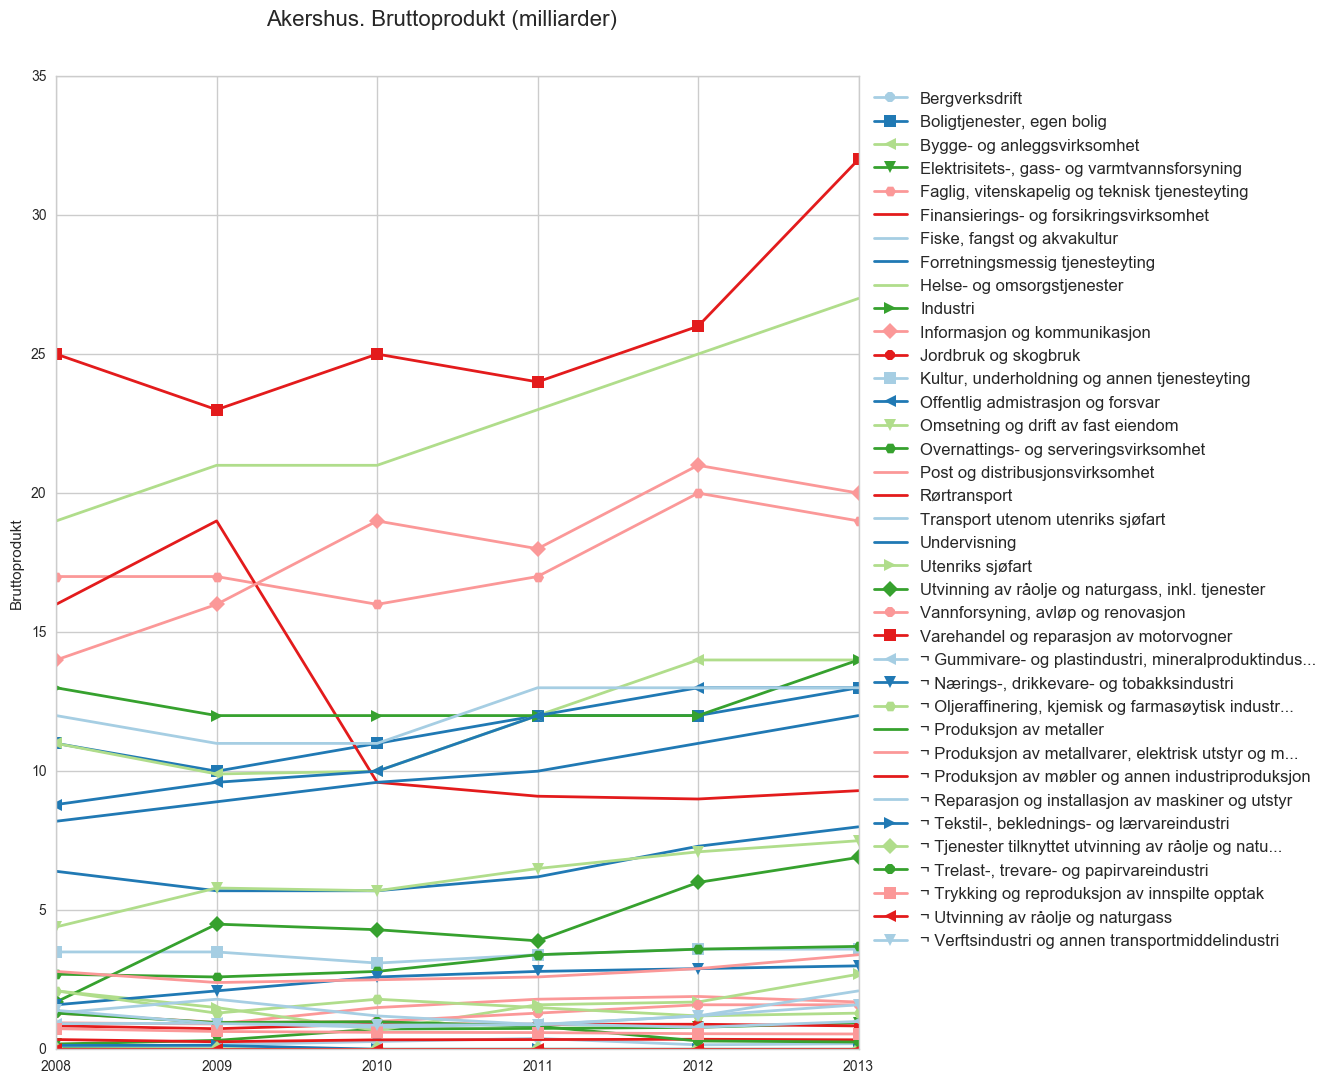 Akershus. Bruttoprodukt (milliarder)
35
30
25
20
15
10
5
0
Bruttoprodukt
2008 2009 2010 2011 2012 2013
Bergverksdrift
Boligtjenester, egen bolig
Bygge- og anleggsvirksomhet
Elektrisitets-, gass- og varmtvannsforsyning
Faglig, vitenskapelig og teknisk tjenesteyting
Finansierings- og forsikringsvirksomhet
Fiske, fangst og akvakultur
Forretningsmessig tjenesteyting
Helse- og omsorgstjenester
Industri
Informasjon og kommunikasjon
Jordbruk og skogbruk
Kultur, underholdning og annen tjenesteyting
Offentlig admistrasjon og forsvar
Omsetning og drift av fast eiendom
Overnattings- og serveringsvirksomhet
Post og distribusjonsvirksomhet
Rørtransport
Transport utenom utenriks sjøfart
Undervisning
Utenriks sjøfart
Utvinning av råolje og naturgass, inkl. tjenester
Vannforsyning, avløp og renovasjon
Varehandel og reparasjon av motorvogner
¬ Gummivare- og plastindustri, mineralproduktindus...
¬ Nærings-, drikkevare- og tobakksindustri
¬ Oljeraffinering, kjemisk og farmasøytisk industr...
¬ Produksjon av metaller
¬ Produksjon av metallvarer, elektrisk utstyr og m...
¬ Produksjon av møbler og annen industriproduksjon
¬ Reparasjon og installasjon av maskiner og utstyr
¬ Tekstil-, beklednings- og lærvareindustri
¬ Tjenester tilknyttet utvinning av råolje og natu...
¬ Trelast-, trevare- og papirvareindustri
¬ Trykking og reproduksjon av innspilte opptak
¬ Utvinning av råolje og naturgass
¬ Verftsindustri og annen transportmiddelindustri